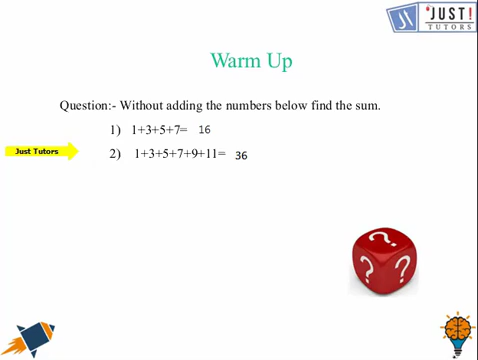 JUST!
TUTORS
Warm Up
Question:- Without adding the numbers below find the sum.
1) 1+3+5+7= 16
Just Tutors
2) 1+3+5+7+9+11= 36
? ? ?